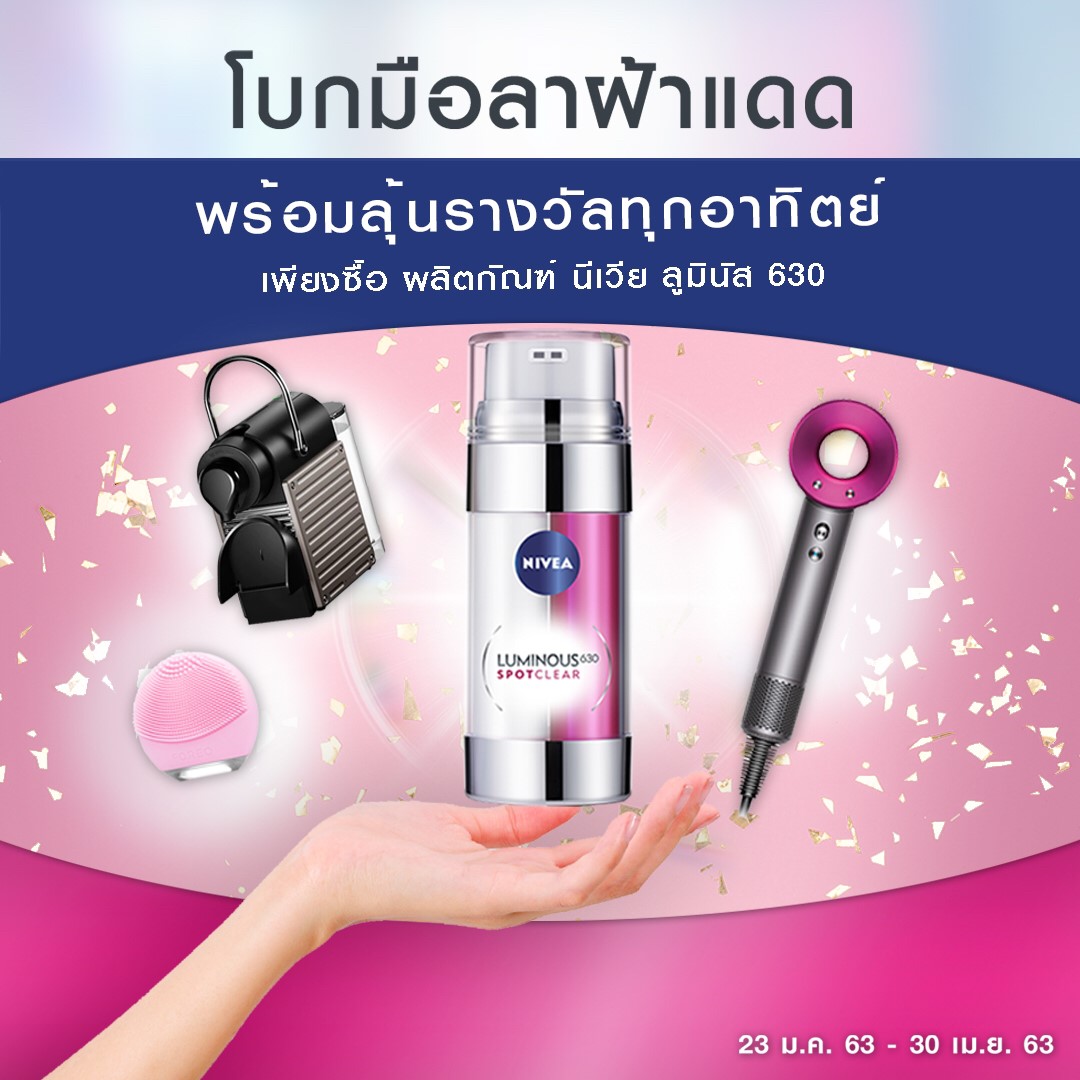 โบกมือลาฝ้าแดด
พร้อมลุ้นรางวัลทุกอาทิตย์
เพียงซื้อ ผลิตภัณฑ์ นีเวีย ลูมินัส 630
NIVEA
LUMINOUS630
SPOTCLEAR
23 ม.ค. 63 - 30 เม.ย. 63